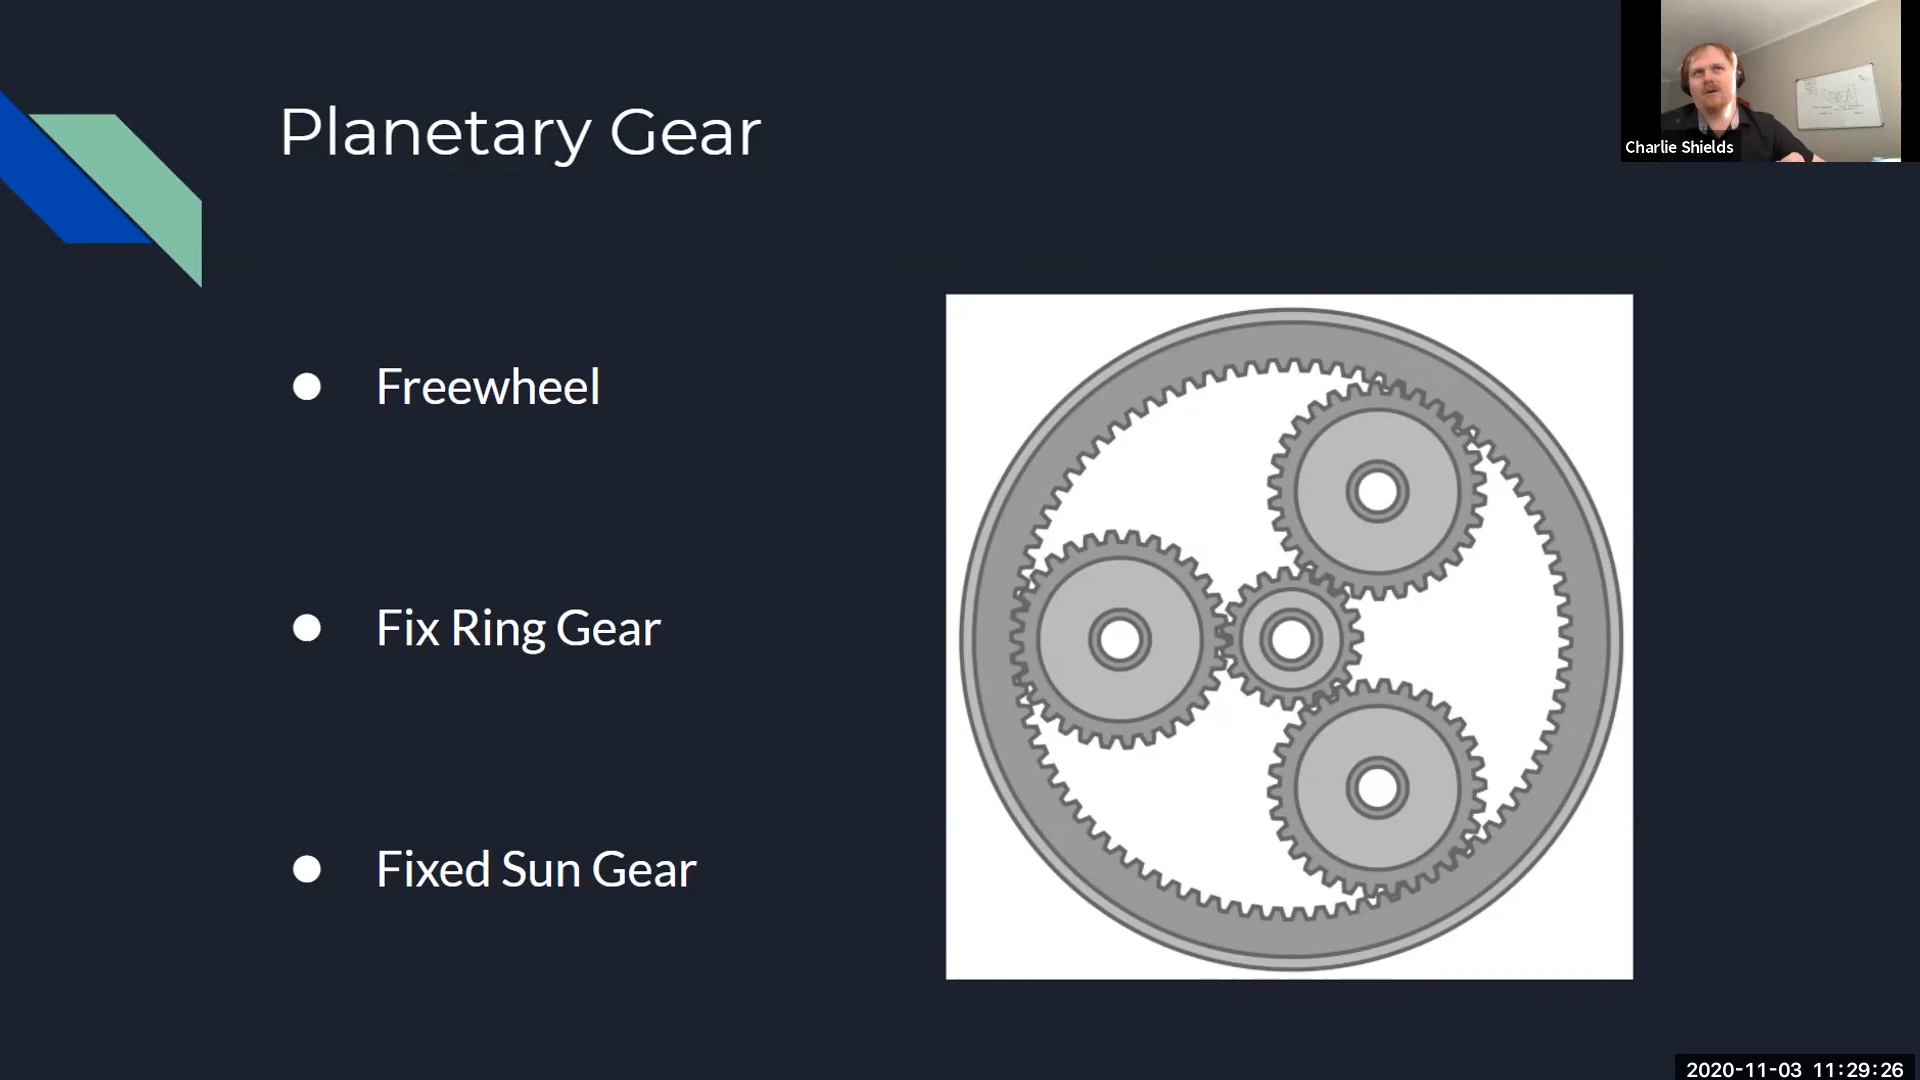 Planetary Gear
Charlie Shields
● Freewheel
● Fix Ring Gear
● Fixed Sun Gear
2020-11-03 11:29:26